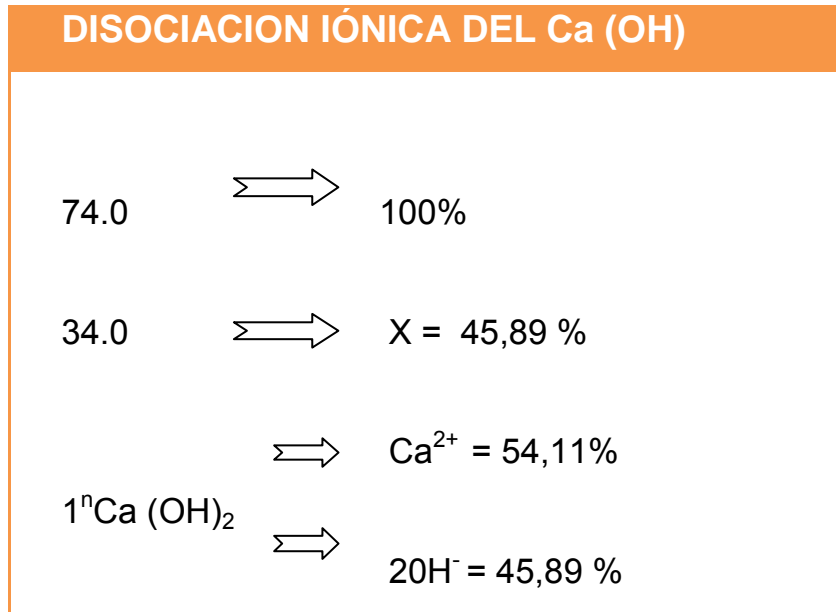 DISOCIACION IÓNICA DEL Ca (OH)
74.0 100%
34.0 X = 45,89 %
Ca²⁺ = 54,11%
1ⁿCa (OH)₂
20H⁻ = 45,89 %